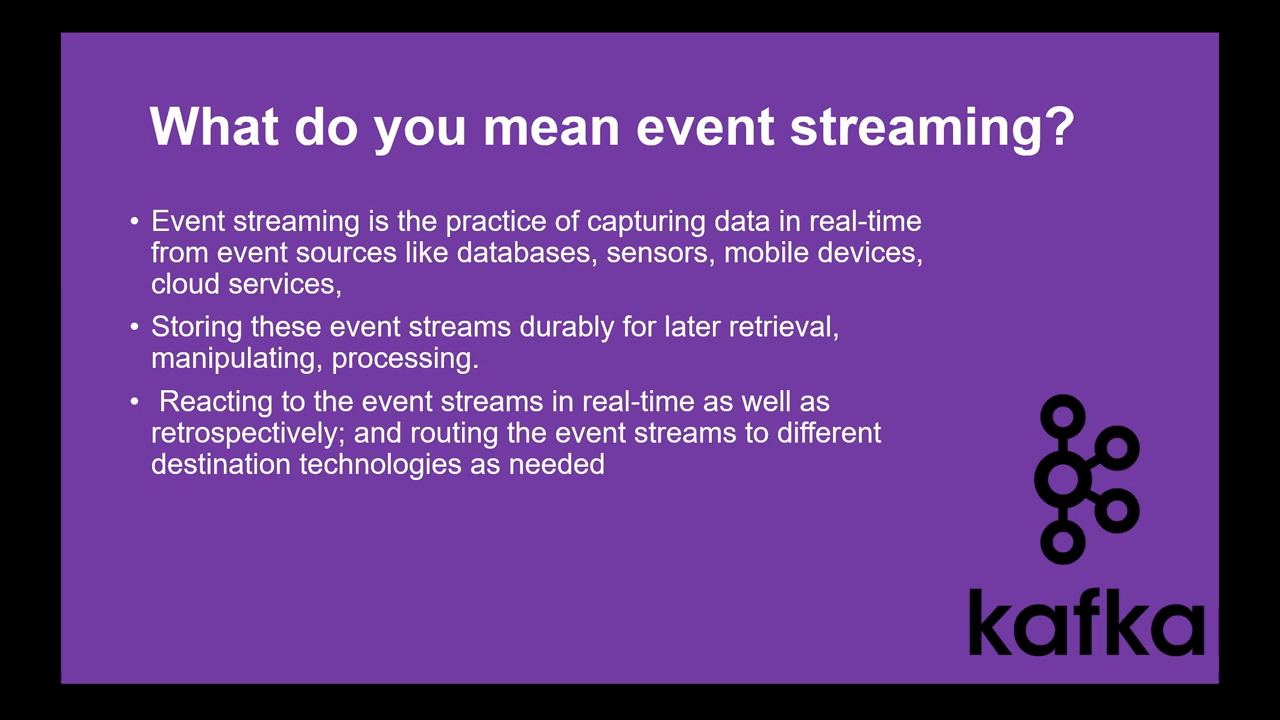 What do you mean event streaming?
• Event streaming is the practice of capturing data in real-time
from event sources like databases, sensors, mobile devices,
cloud services,
• Storing these event streams durably for later retrieval,
manipulating, processing.
• Reacting to the event streams in real-time as well as
retrospectively; and routing the event streams to different
destination technologies as needed
kafka